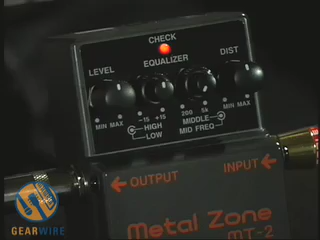 CHECK
LEVEL
EQUALIZER
DIST
MIN MAX
-15 +15
200 5k
MIN MAX
HIGH
LOW
MIDDLE
MID FREQ
OUTPUT
INPUT
Metal Zone
MT-2
GEARWIRE